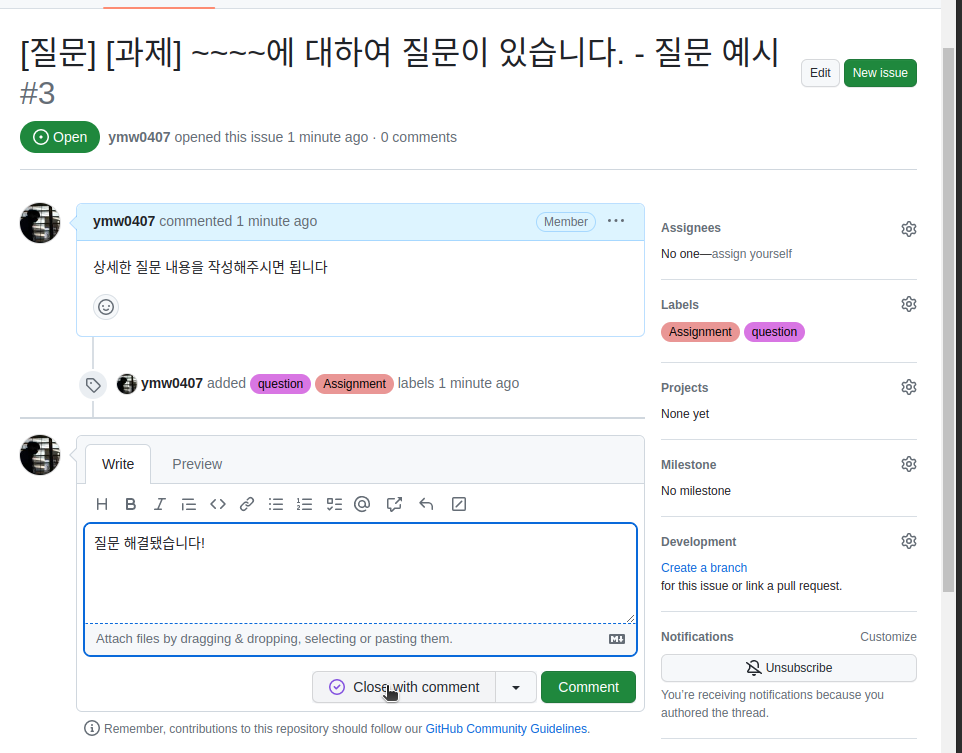 [질문] [과제] ~~~~에 대하여 질문이 있습니다. - 질문 예시
#3
Edit
New issue
Open
ymw0407 opened this issue 1 minute ago · 0 comments
ymw0407 commented 1 minute ago
Member
상세한 질문 내용을 작성해주시면 됩니다
ymw0407 added question Assignment labels 1 minute ago
Write
Preview
질문 해결됐습니다!
Attach files by dragging & dropping, selecting or pasting them.
Close with comment
Comment
Remember, contributions to this repository should follow our GitHub Community Guidelines.
Assignees
No one—assign yourself
Labels
Assignment question
Projects
None yet
Milestone
No milestone
Development
Create a branch
for this issue or link a pull request.
Notifications
Customize
Unsubscribe
You're receiving notifications because you
authored the thread.